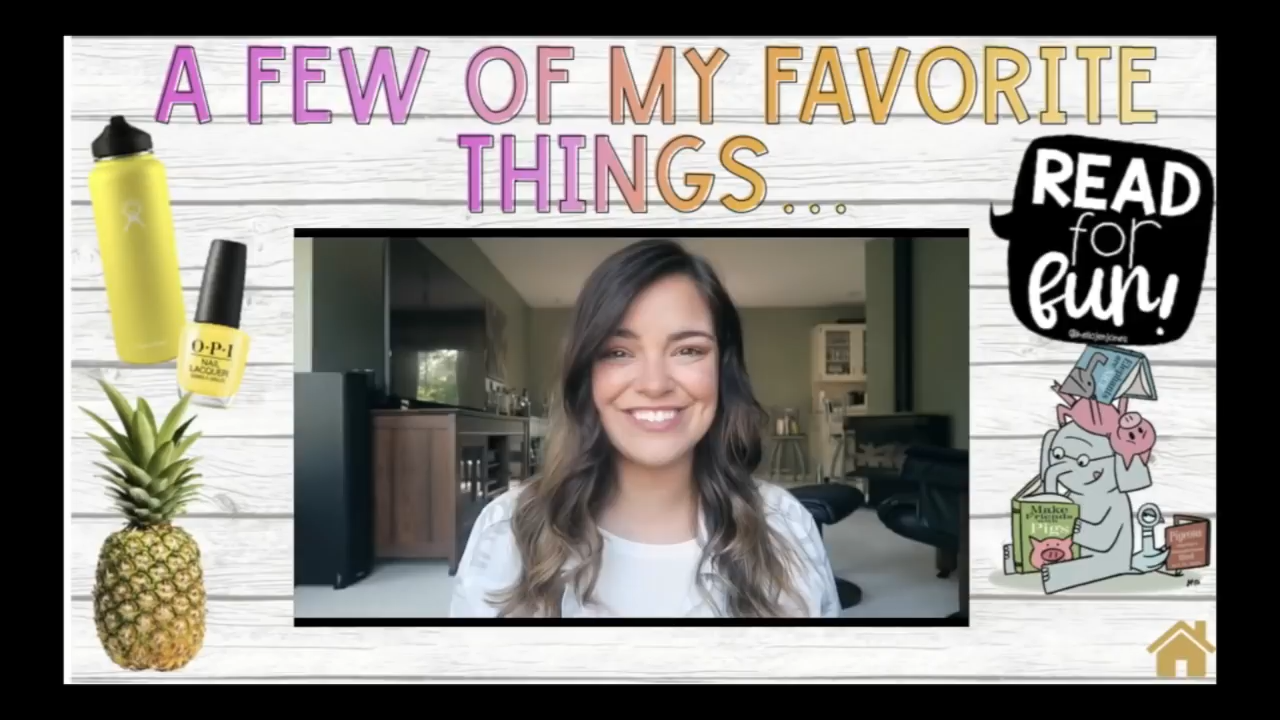 A FEW OF MY FAVORITE
THINGS...
READ
for
fun!
O·P·I
NAIL
LACQUER
Make
Friends
Pigs